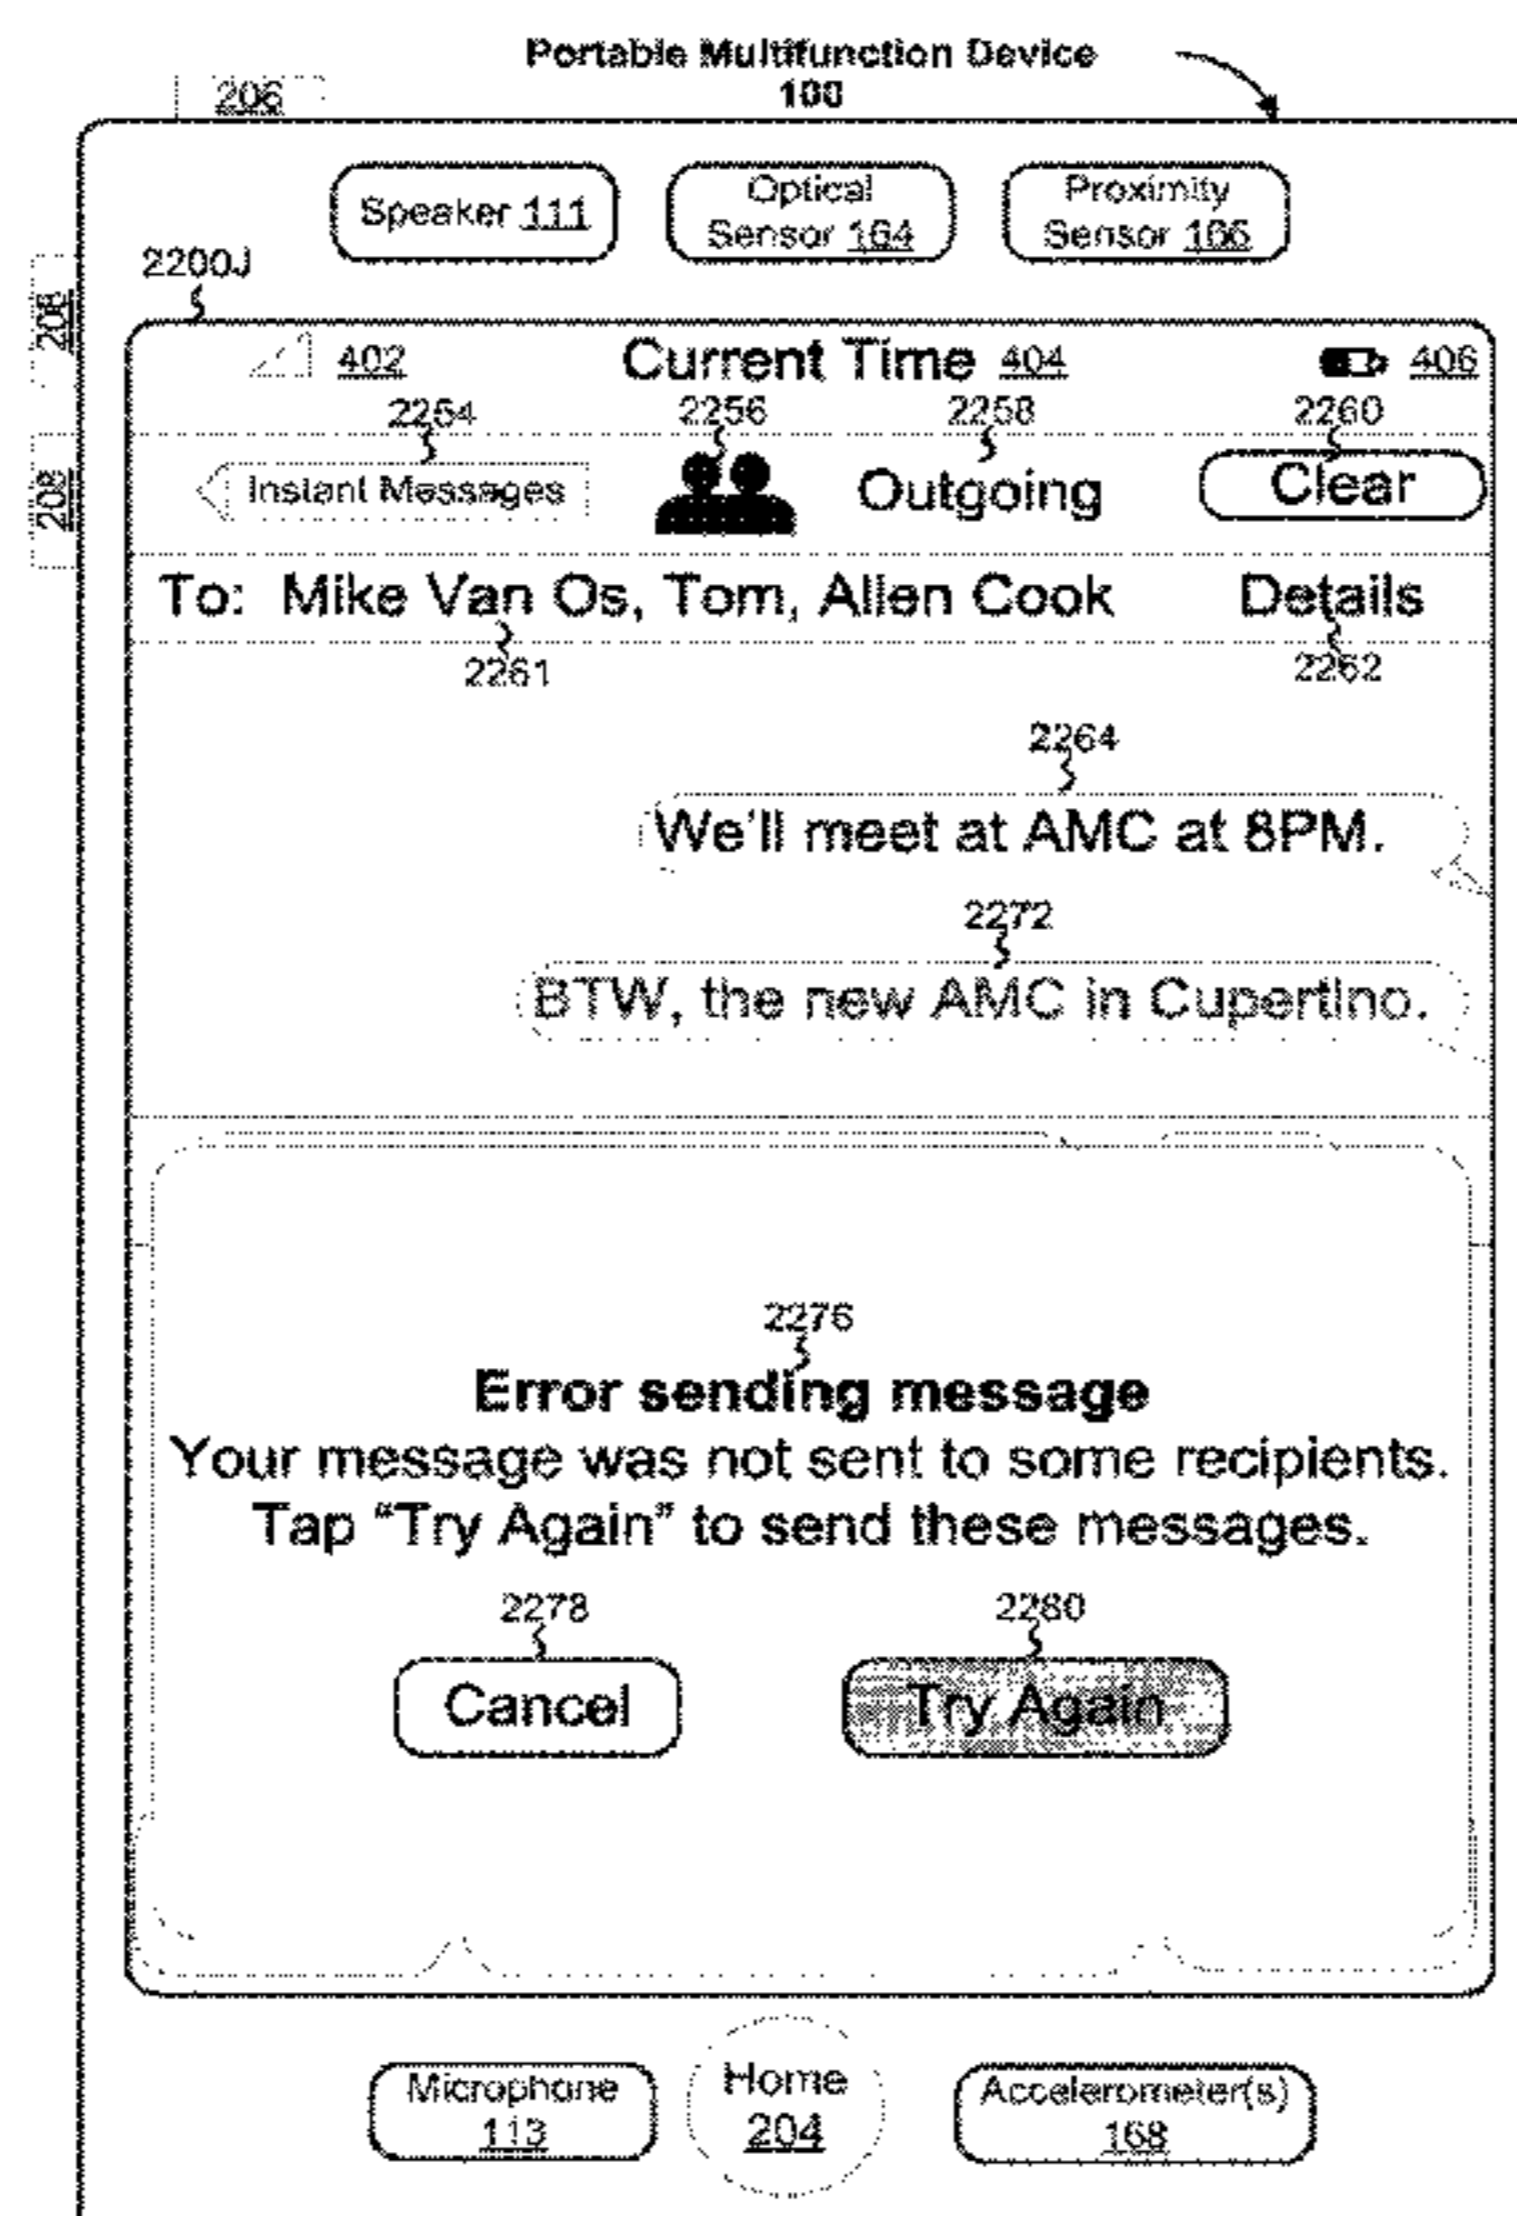 Portable Multifunction Device
100
206
Speaker 111
Optical
Sensor 164
Proximity
Sensor 166
2200J
208
402
Current Time 404
406
2254
2256
2258
2260
208
Instant Messages
Outgoing
Clear
To: Mike Van Os, Tom, Allen Cook
Details
2261
2262
2264
We'll meet at AMC at 8PM.
2272
BTW, the new AMC in Cupertino.
2276
Error sending message
Your message was not sent to some recipients.
Tap “Try Again” to send these messages.
2278
2280
Cancel
Try Again
Microphone
113
Home
204
Accelerometer(s)
168